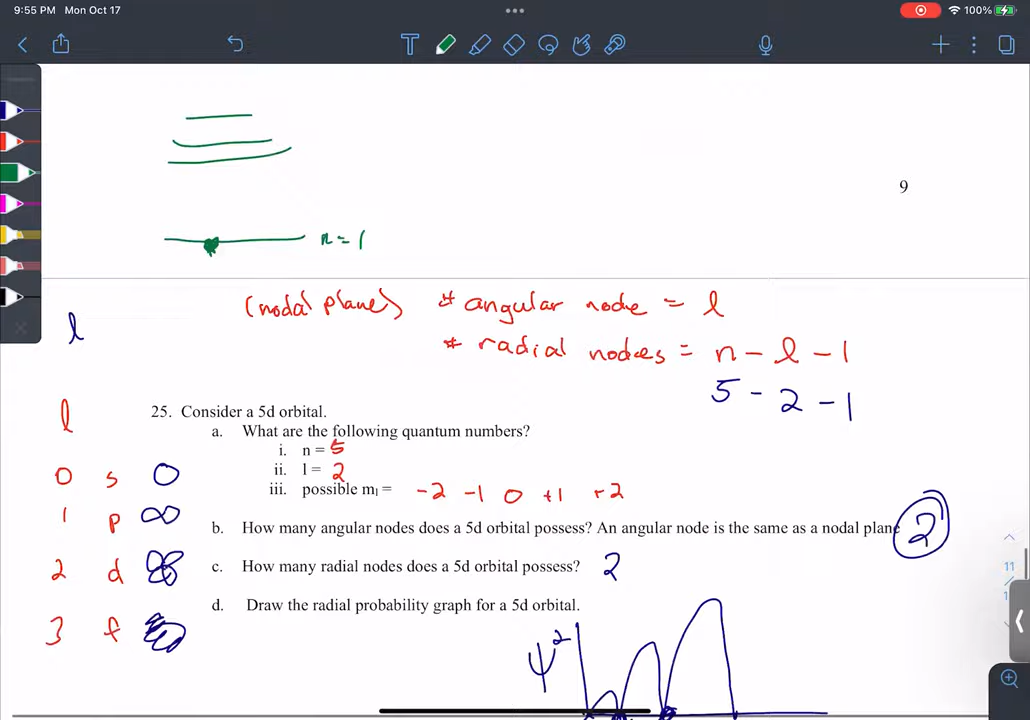 9:55 PM Mon Oct 17
100%
T
9
n = 1
(nodal plane) * angular node = l
* radial nodes = n - l - 1
5 - 2 - 1
l
l
0 s
1 p
2 d
3 f
25. Consider a 5d orbital.
a. What are the following quantum numbers?
i. n = 5
ii. l = 2
iii. possible ml = -2 -1 0 +1 +2
b. How many angular nodes does a 5d orbital possess? An angular node is the same as a nodal plane 2
c. How many radial nodes does a 5d orbital possess? 2
d. Draw the radial probability graph for a 5d orbital.
ψ²
11